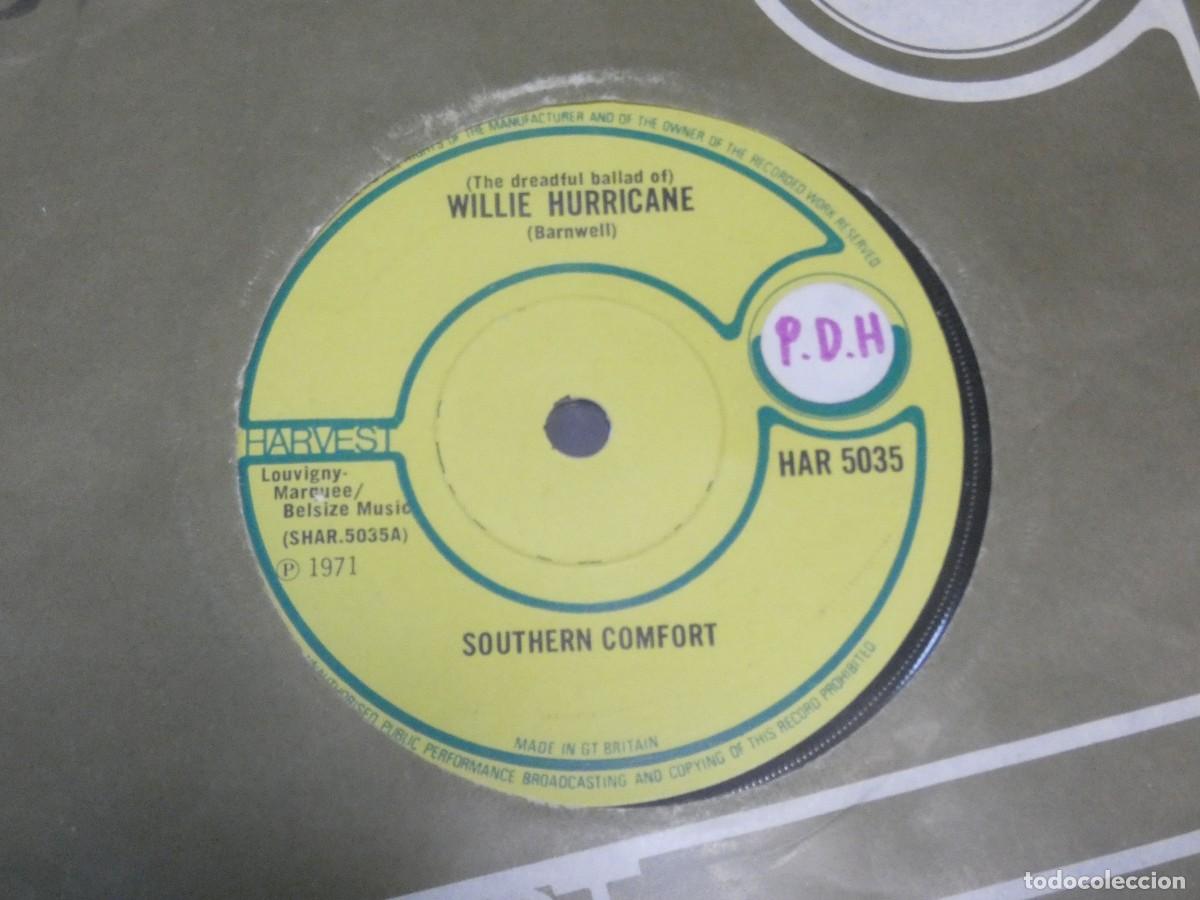 RIGHTS OF THE MANUFACTURER AND OF THE OWNER OF THE RECORDED WORK RESERVED
(The dreadful ballad of)
WILLIE HURRICANE
(Barnwell)
P.D.H
HARVEST
HAR 5035
Louvigny-
Marquee/
Belsize Music
(SHAR.5035A)
℗ 1971
SOUTHERN COMFORT
MADE IN GT BRITAIN
PUBLIC PERFORMANCE BROADCASTING AND COPYING OF THIS RECORD PROHIBITED
todocoleccion